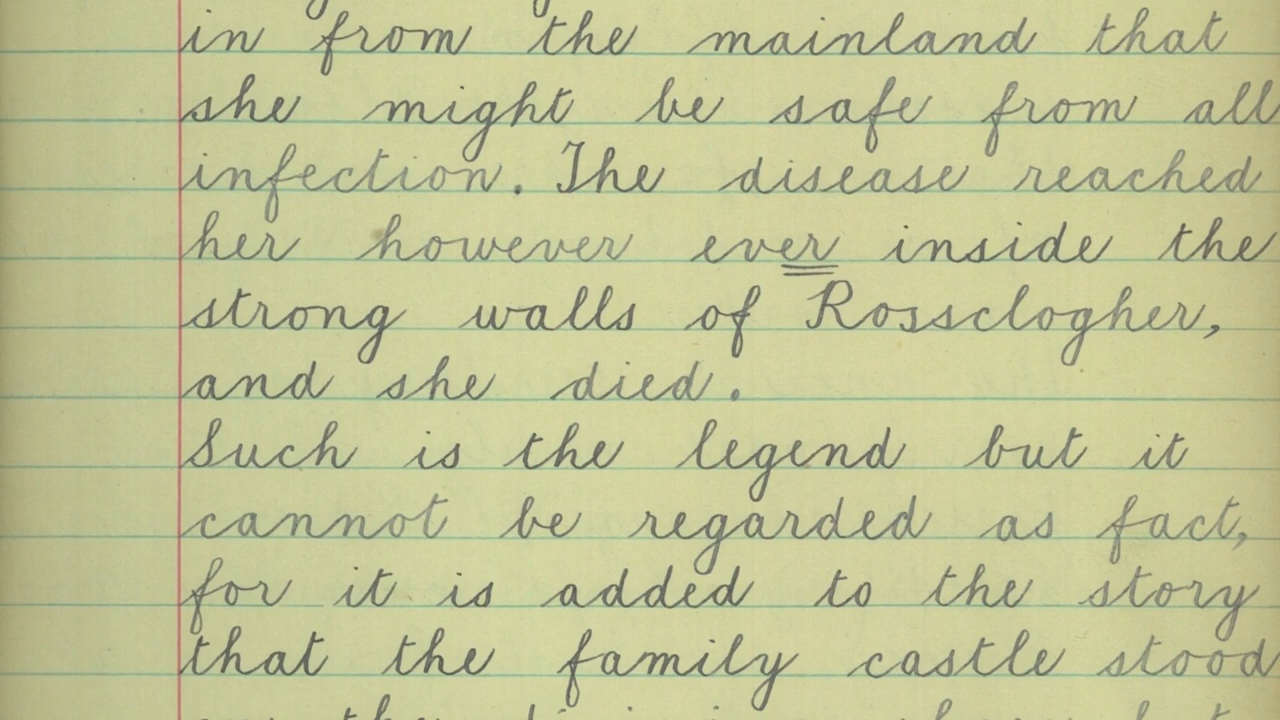 in from the mainland that
she might be safe from all
infection. The disease reached
her however ever inside the
strong walls of Rossclogher,
and she died.
Such is the legend but it
cannot be regarded as fact,
for it is added to the story
that the family castle stood